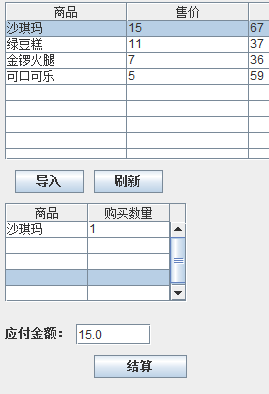 商品 售价
沙琪玛 15 67
绿豆糕 11 37
金锣火腿 7 36
可口可乐 5 59
导入 刷新
商品 购买数量
沙琪玛 1
应付金额： 15.0
结算